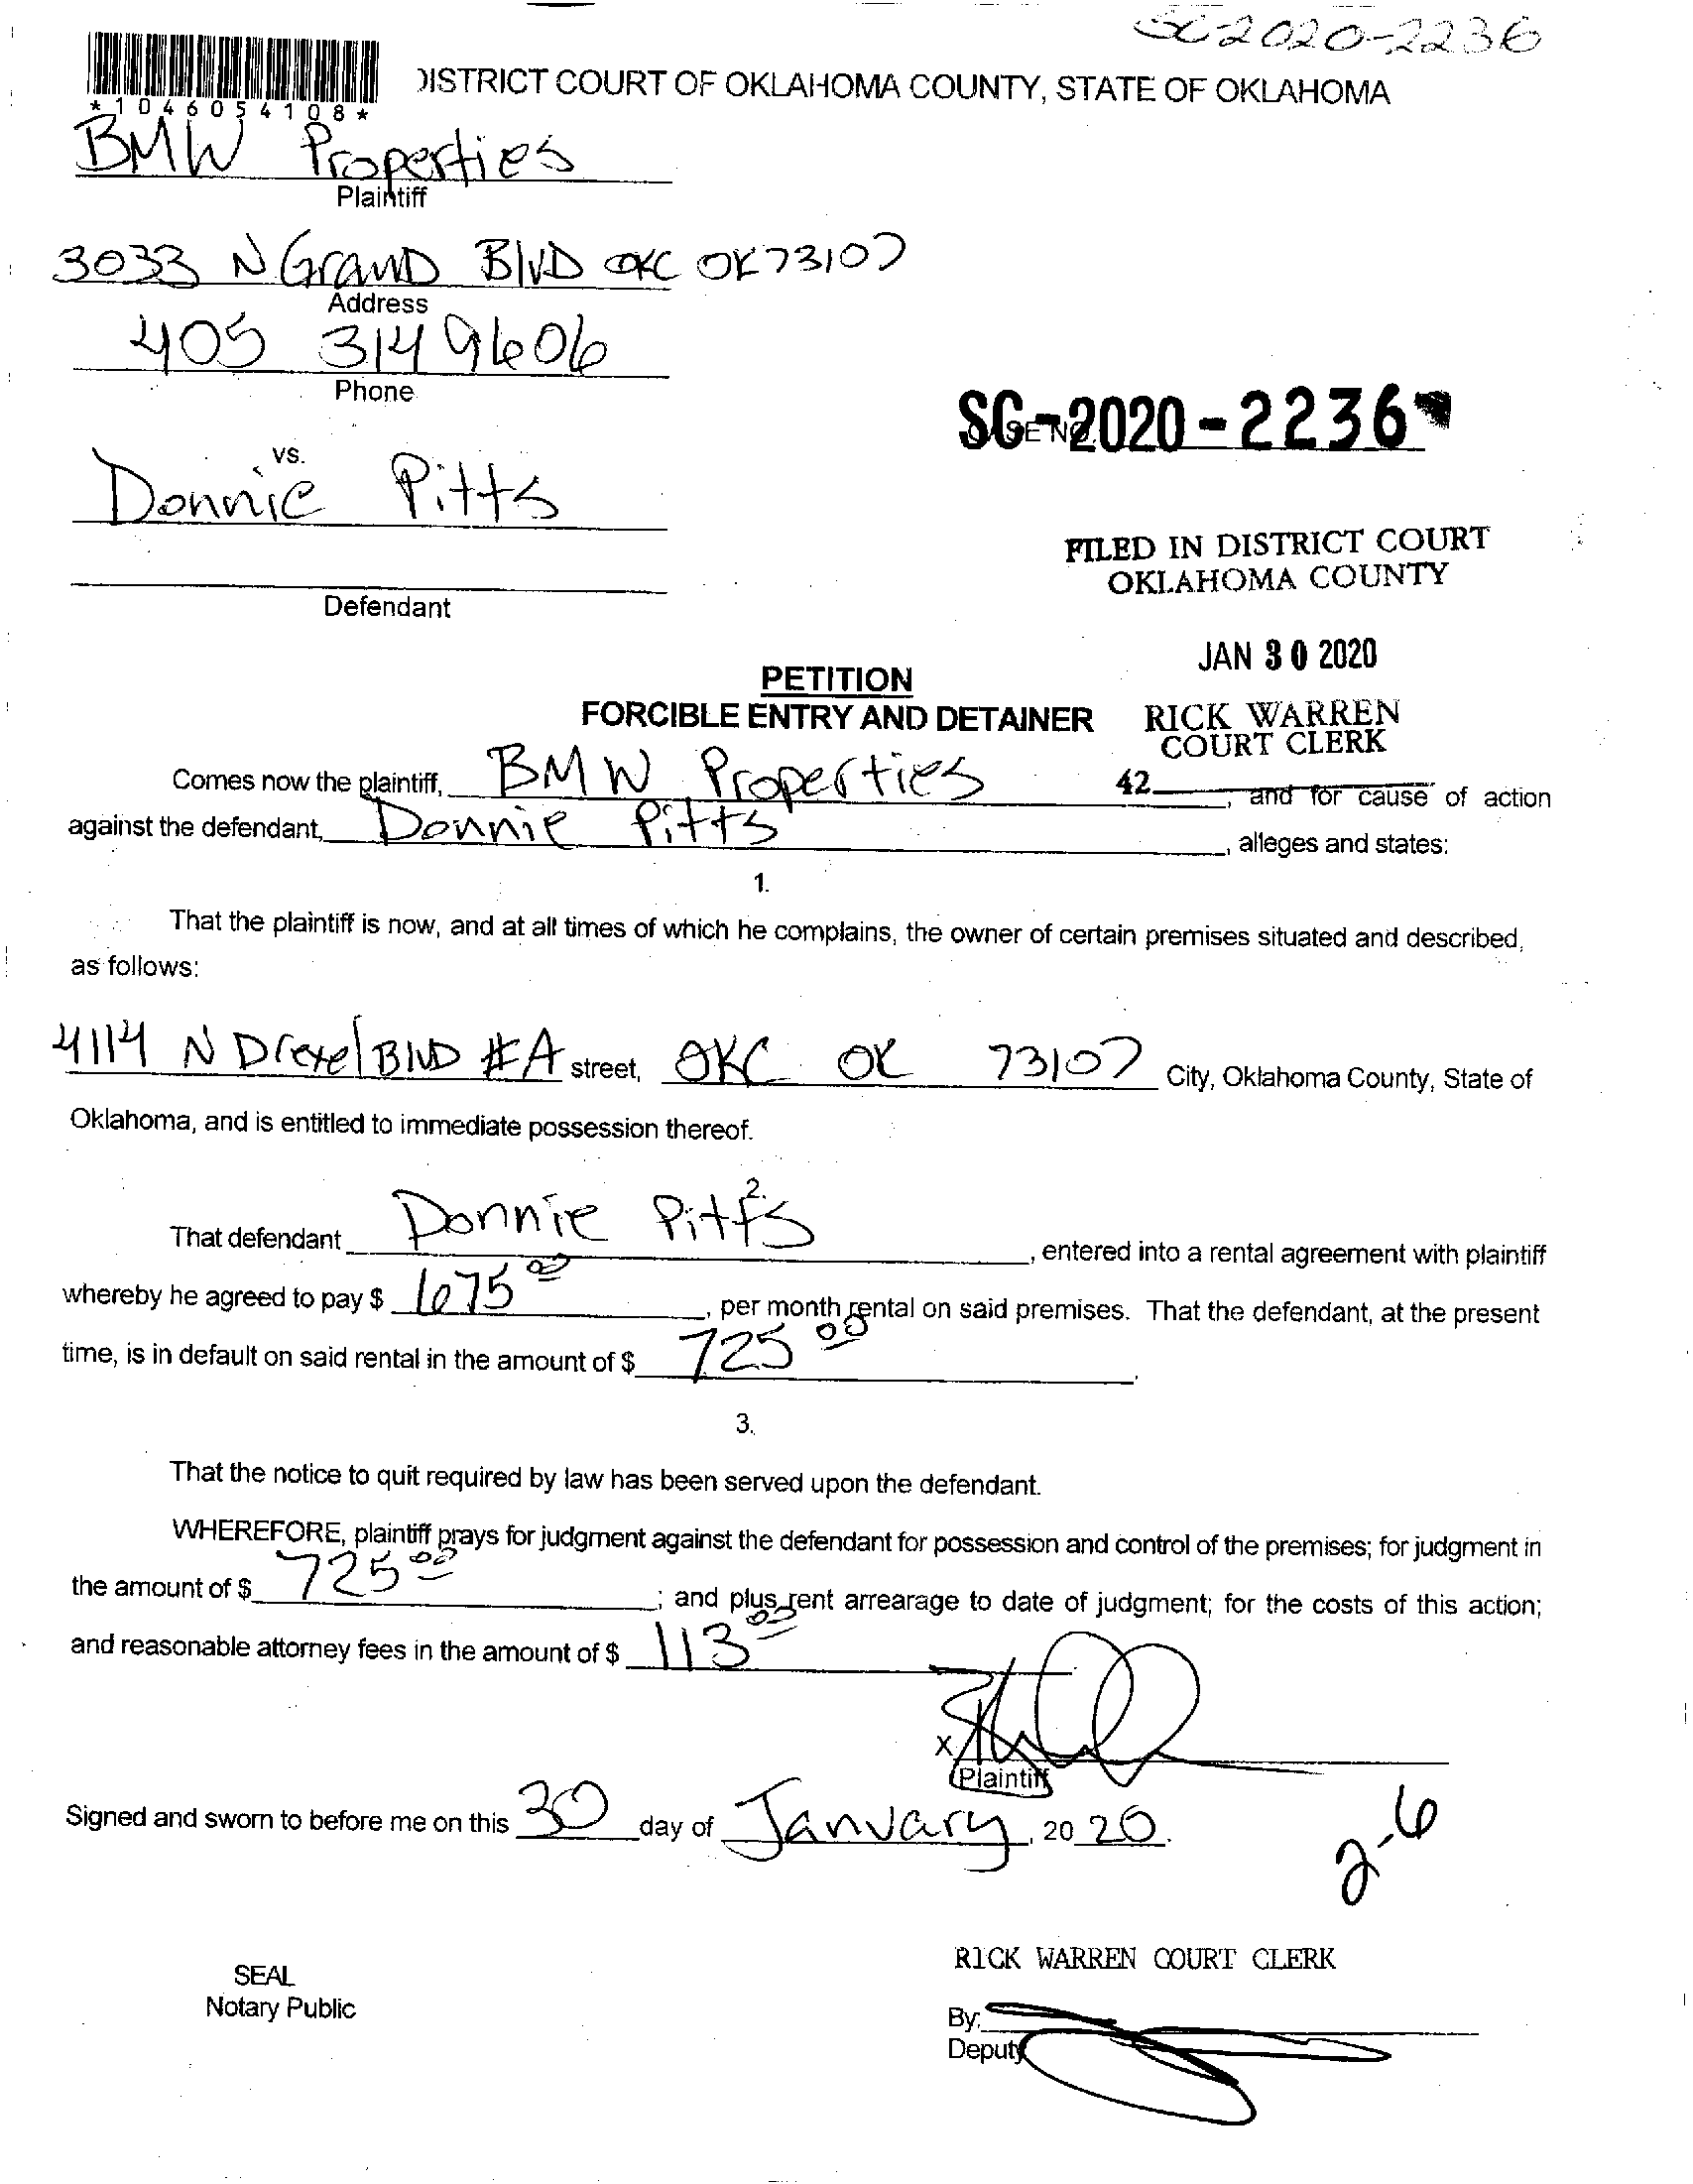 SC-2020-2236
DISTRICT COURT OF OKLAHOMA COUNTY, STATE OF OKLAHOMA
*1046054108*
BMW Properties
Plaintiff
3033 N Grand Blvd OKC OK 73107
Address
405 314 9606
Phone
SC-2020-2236
CASE NO.
vs.
Donnie Pitts
FILED IN DISTRICT COURT
OKLAHOMA COUNTY
Defendant
JAN 30 2020
PETITION
FORCIBLE ENTRY AND DETAINER
RICK WARREN
COURT CLERK
42
Comes now the plaintiff, BMW Properties, and for cause of action
against the defendant, Donnie Pitts, alleges and states:
1.
That the plaintiff is now, and at all times of which he complains, the owner of certain premises situated and described,
as follows:
4114 N Drexel Blvd #A street, OKC OK 73107 City, Oklahoma County, State of
Oklahoma, and is entitled to immediate possession thereof.
2.
That defendant Donnie Pitts, entered into a rental agreement with plaintiff
whereby he agreed to pay $ 675 00, per month rental on said premises. That the defendant, at the present
time, is in default on said rental in the amount of $ 725 00.
3.
That the notice to quit required by law has been served upon the defendant.
WHEREFORE, plaintiff prays for judgment against the defendant for possession and control of the premises; for judgment in
the amount of $ 725 00; and plus rent arrearage to date of judgment; for the costs of this action;
and reasonable attorney fees in the amount of $ 113 00
X
Plaintiff
Signed and sworn to before me on this 30 day of January, 20 20.
2-6
RICK WARREN COURT CLERK
SEAL
Notary Public
By:
Deputy